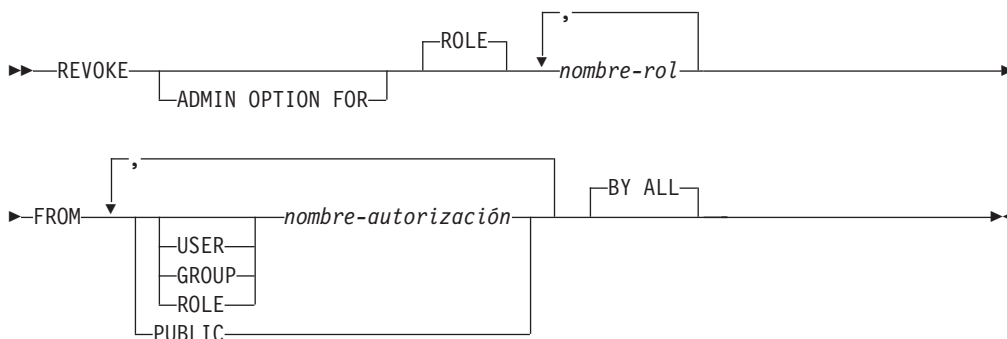 ,
ROLE
REVOKE nombre-rol
ADMIN OPTION FOR
,
BY ALL
FROM nombre-autorización
USER
GROUP
ROLE
PUBLIC